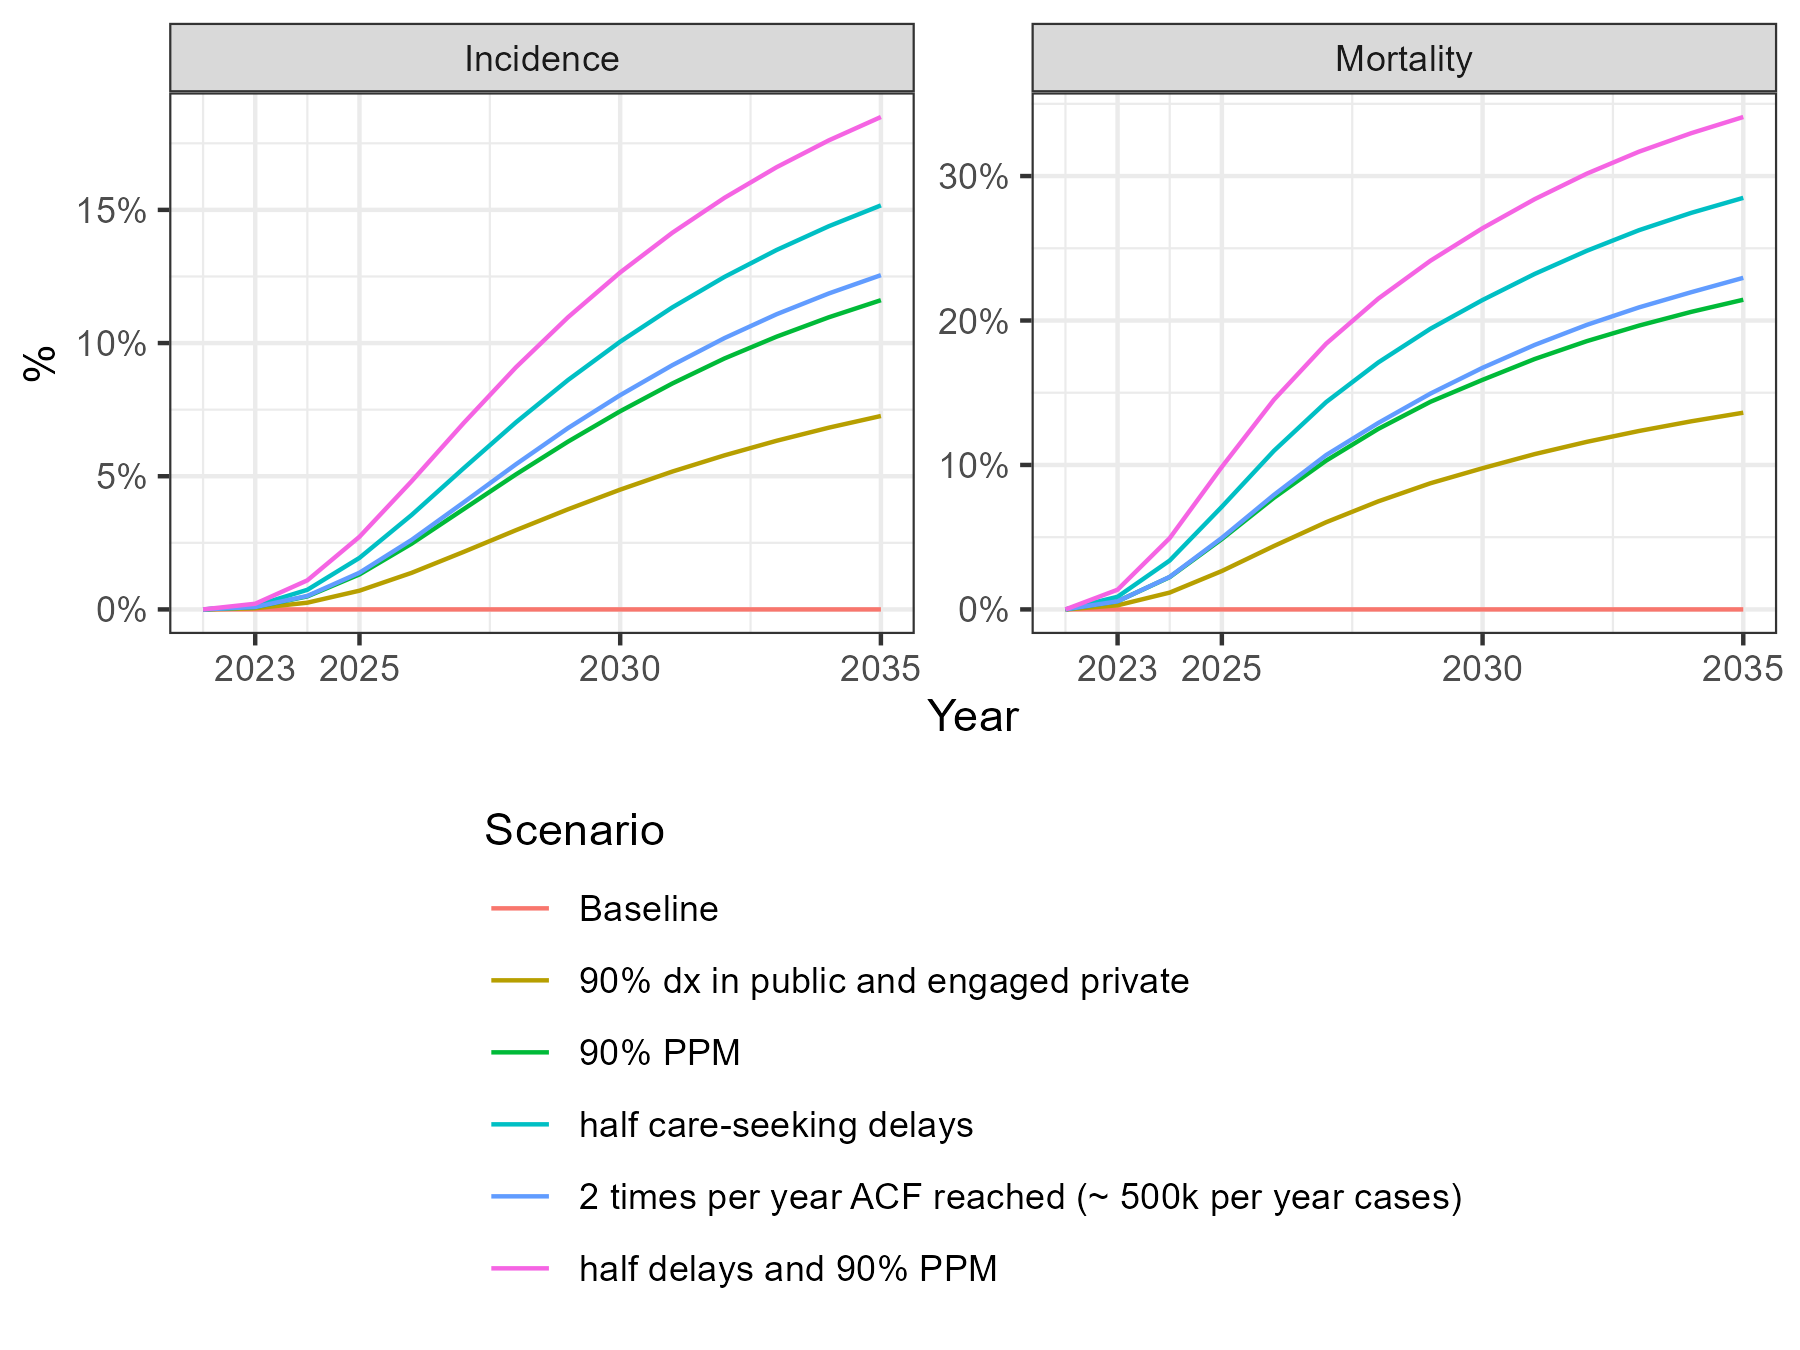 Incidence
Mortality
%
15%
10%
5%
0%
30%
20%
10%
0%
2023 2025 2030 2035
2023 2025 2030 2035
Year
Scenario
Baseline
90% dx in public and engaged private
90% PPM
half care-seeking delays
2 times per year ACF reached (~ 500k per year cases)
half delays and 90% PPM